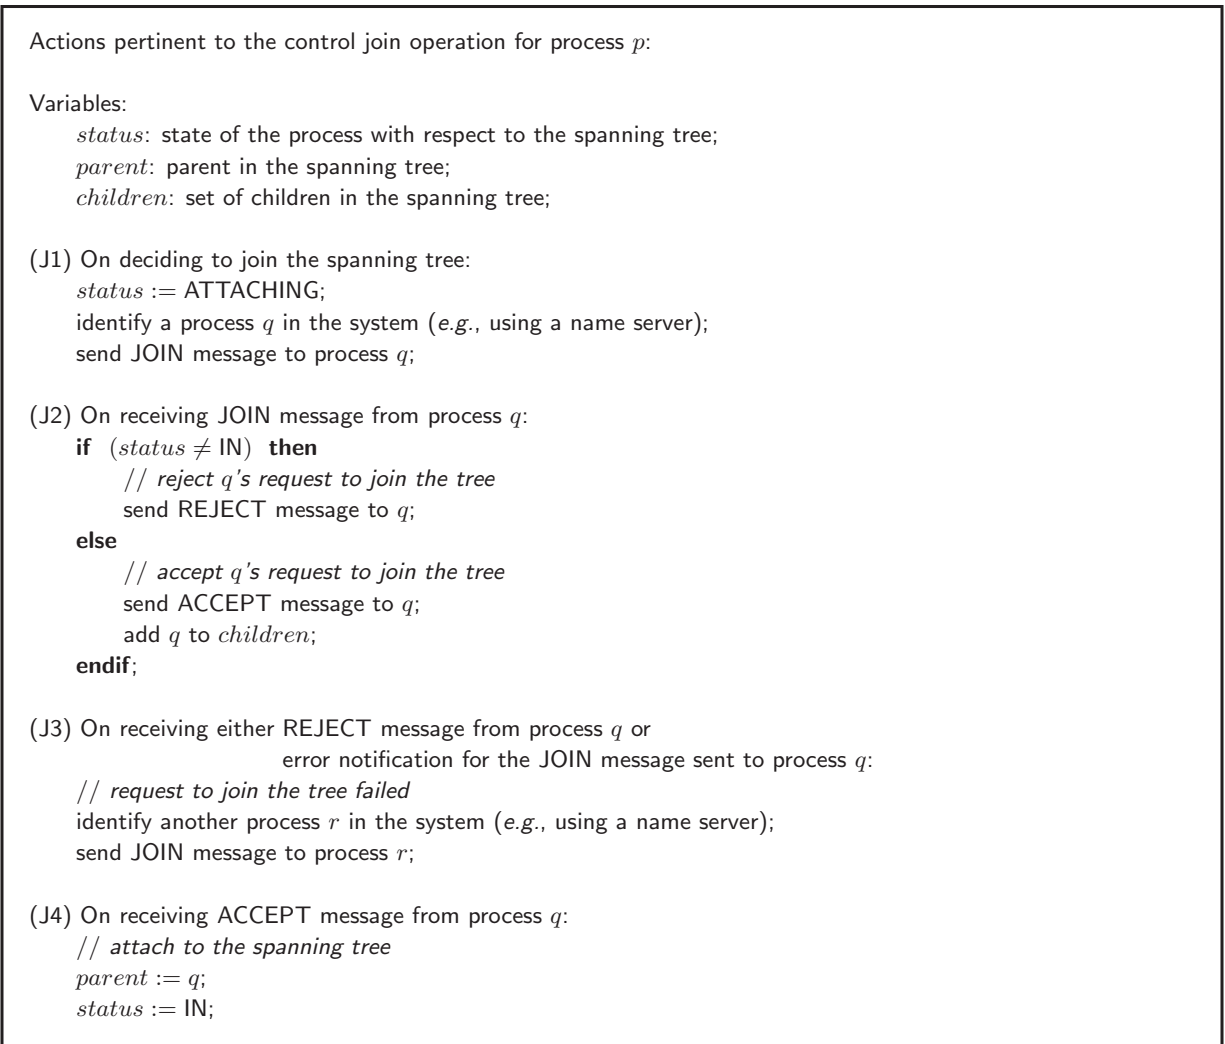 Actions pertinent to the control join operation for process p:
Variables:
status: state of the process with respect to the spanning tree;
parent: parent in the spanning tree;
children: set of children in the spanning tree;
(J1) On deciding to join the spanning tree:
status := ATTACHING;
identify a process q in the system (e.g., using a name server);
send JOIN message to process q;
(J2) On receiving JOIN message from process q:
if (status ≠ IN) then
// reject q's request to join the tree
send REJECT message to q;
else
// accept q's request to join the tree
send ACCEPT message to q;
add q to children;
endif;
(J3) On receiving either REJECT message from process q or
error notification for the JOIN message sent to process q:
// request to join the tree failed
identify another process r in the system (e.g., using a name server);
send JOIN message to process r;
(J4) On receiving ACCEPT message from process q:
// attach to the spanning tree
parent := q;
status := IN;